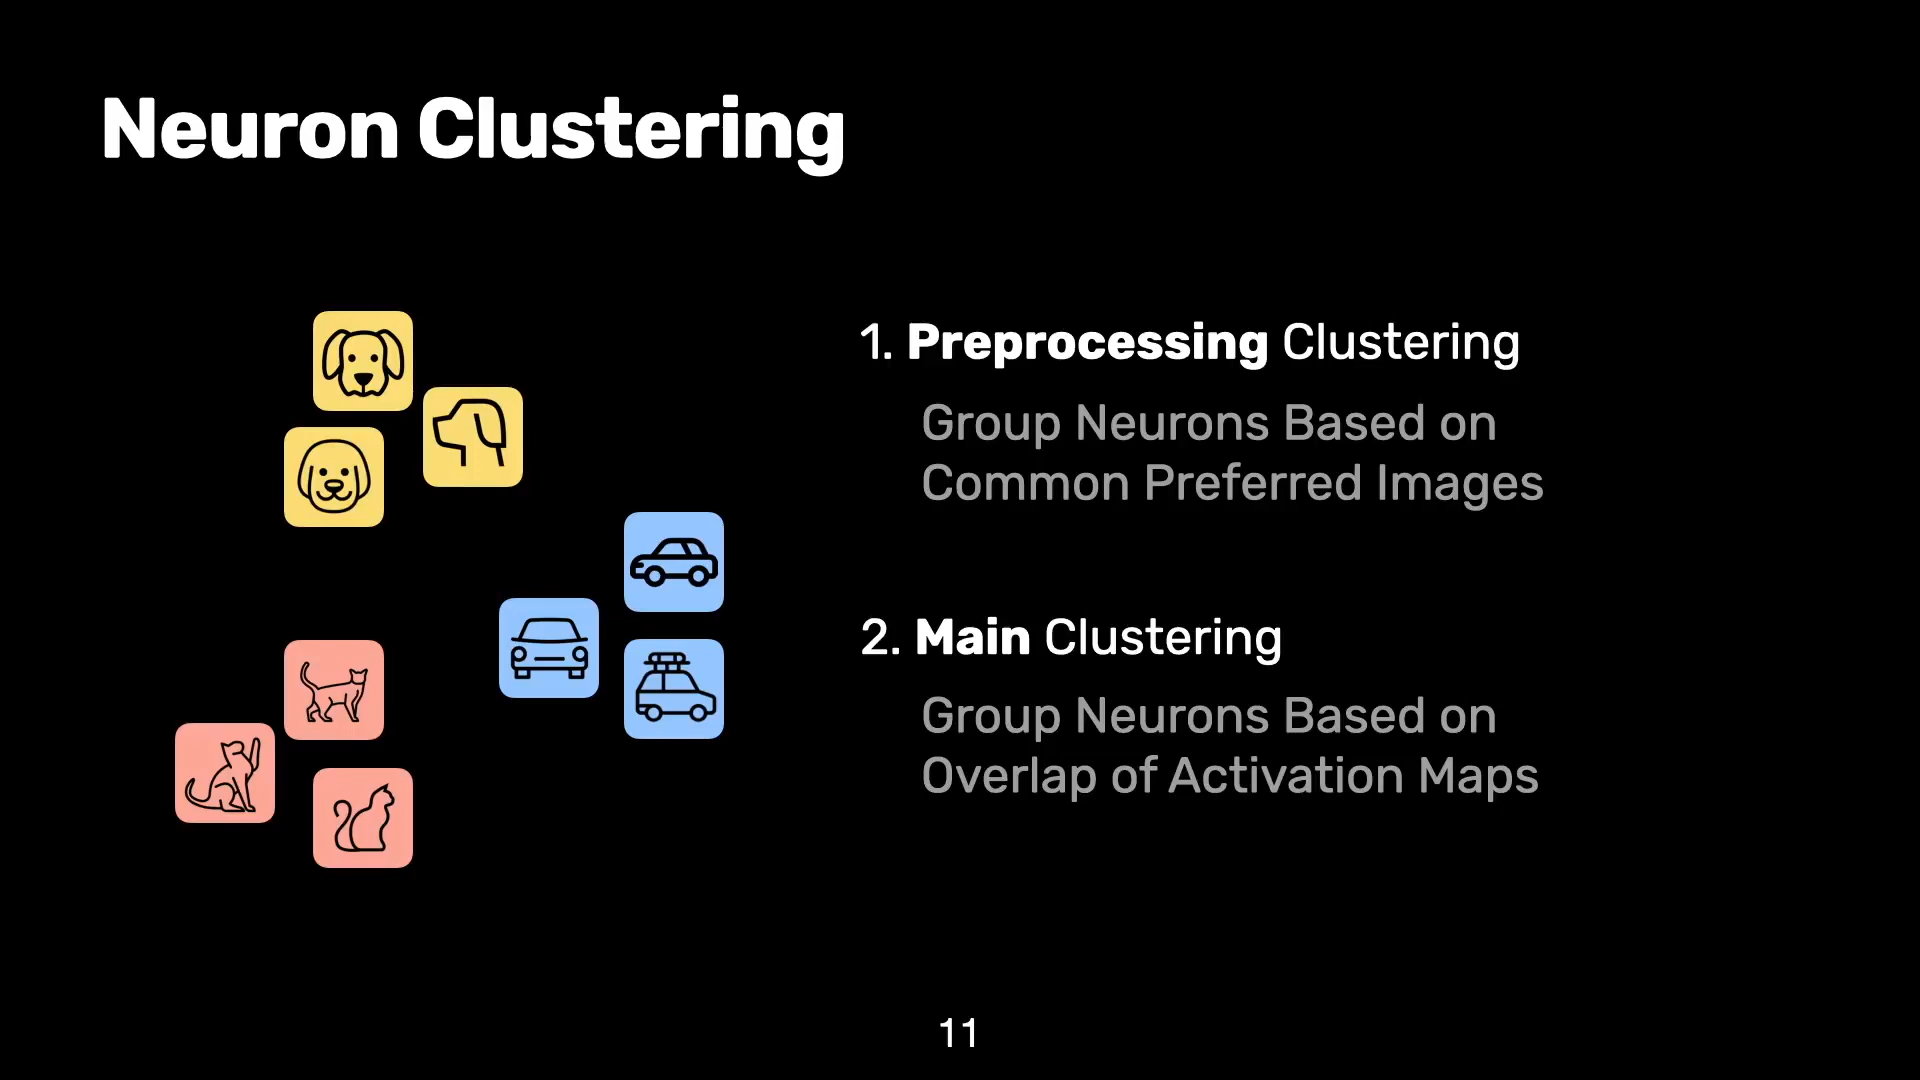 Neuron Clustering
1. Preprocessing Clustering
Group Neurons Based on
Common Preferred Images
2. Main Clustering
Group Neurons Based on
Overlap of Activation Maps
11